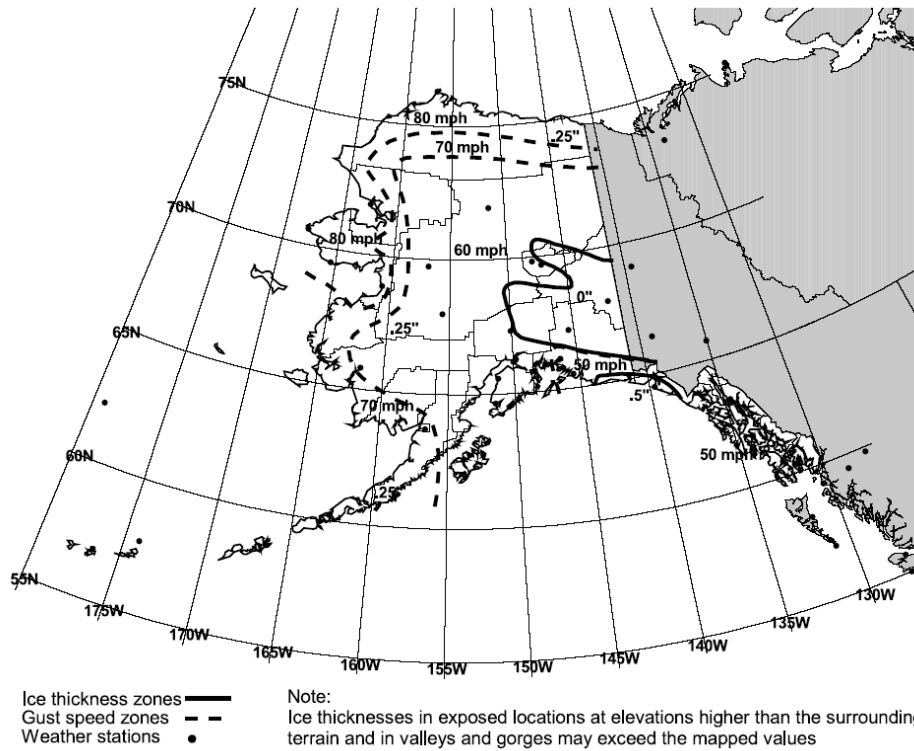 75N
80 mph
.25"
70 mph
70N
80 mph
60 mph
0"
65N
.25"
50 mph
.5"
70 mph
50 mph
60N
.25"
55N
175W
170W
165W
160W
155W
150W
145W
140W
135W
130W
Ice thickness zones
Gust speed zones
Weather stations
Note:
Ice thicknesses in exposed locations at elevations higher than the surrounding
terrain and in valleys and gorges may exceed the mapped values